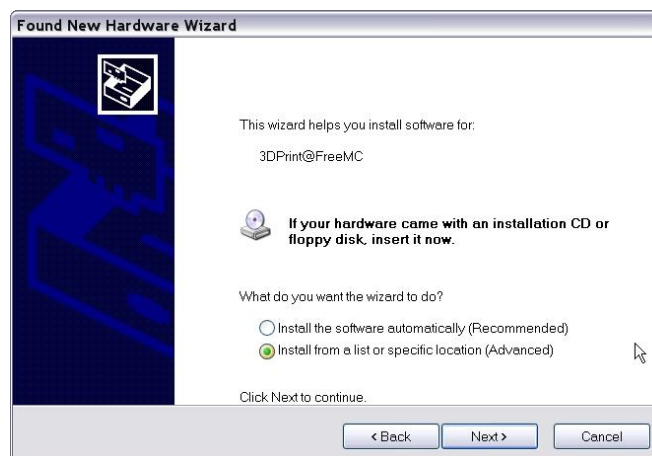 Found New Hardware Wizard
This wizard helps you install software for:
3DPrint@FreeMC
If your hardware came with an installation CD or
floppy disk, insert it now.
What do you want the wizard to do?
Install the software automatically (Recommended)
Install from a list or specific location (Advanced)
Click Next to continue.
< Back Next > Cancel